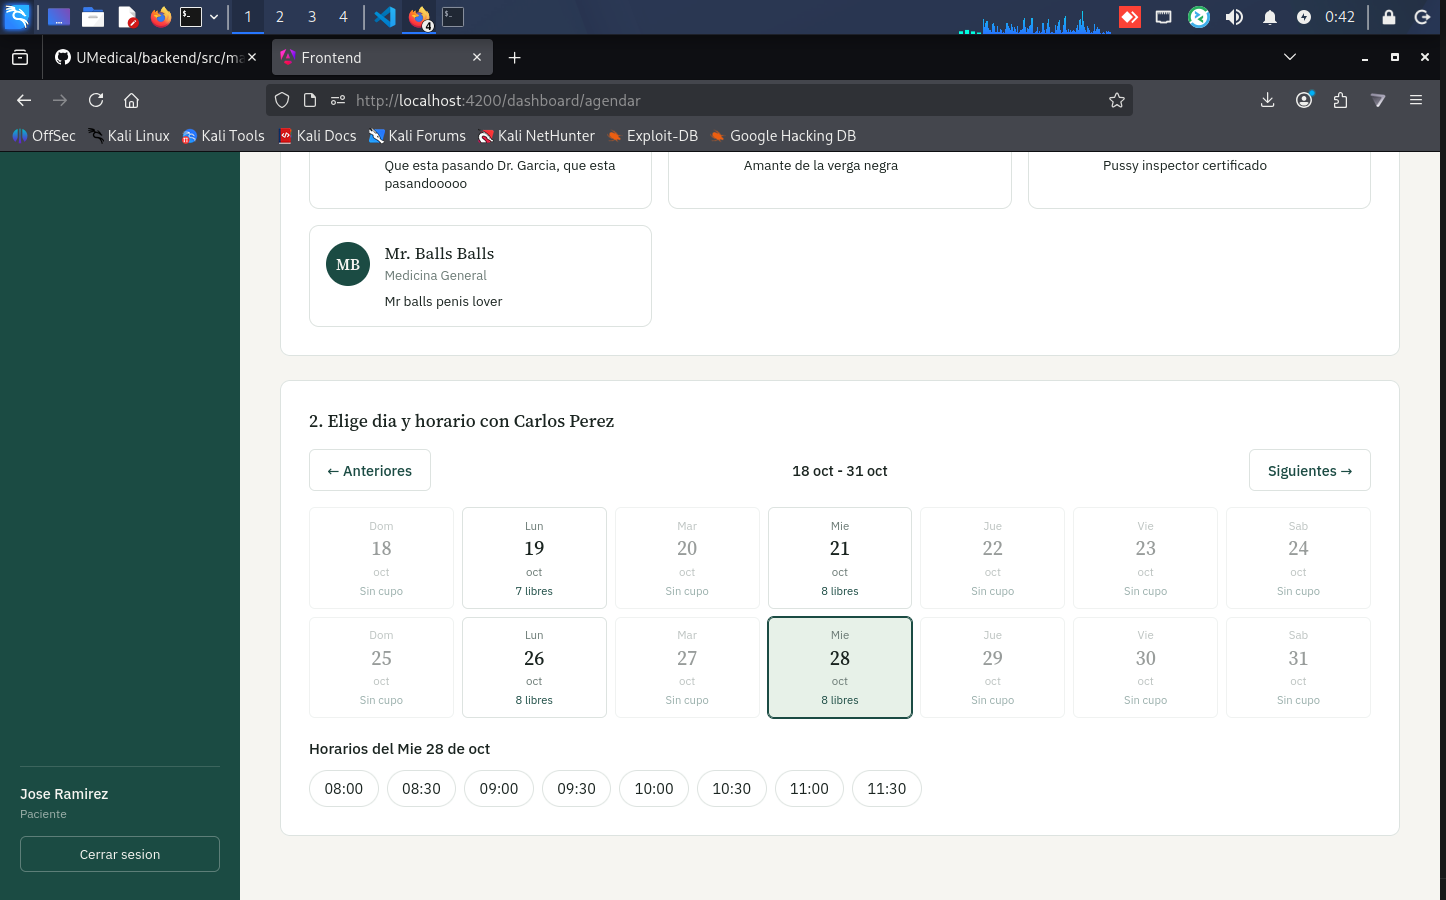 1
2
3
4
4
0:42
UMedical/backend/src/ma
Frontend
http://localhost:4200/dashboard/agendar
OffSec
Kali Linux
Kali Tools
Kali Docs
Kali Forums
Kali NetHunter
Exploit-DB
Google Hacking DB
Que esta pasando Dr. Garcia, que esta
pasandooooo
Amante de la verga negra
Pussy inspector certificado
MB
Mr. Balls Balls
Medicina General
Mr balls penis lover
2. Elige dia y horario con Carlos Perez
← Anteriores
18 oct - 31 oct
Siguientes →
Dom
18
oct
Sin cupo
Lun
19
oct
7 libres
Mar
20
oct
Sin cupo
Mie
21
oct
8 libres
Jue
22
oct
Sin cupo
Vie
23
oct
Sin cupo
Sab
24
oct
Sin cupo
Dom
25
oct
Sin cupo
Lun
26
oct
8 libres
Mar
27
oct
Sin cupo
Mie
28
oct
8 libres
Jue
29
oct
Sin cupo
Vie
30
oct
Sin cupo
Sab
31
oct
Sin cupo
Horarios del Mie 28 de oct
08:00
08:30
09:00
09:30
10:00
10:30
11:00
11:30
Jose Ramirez
Paciente
Cerrar sesion